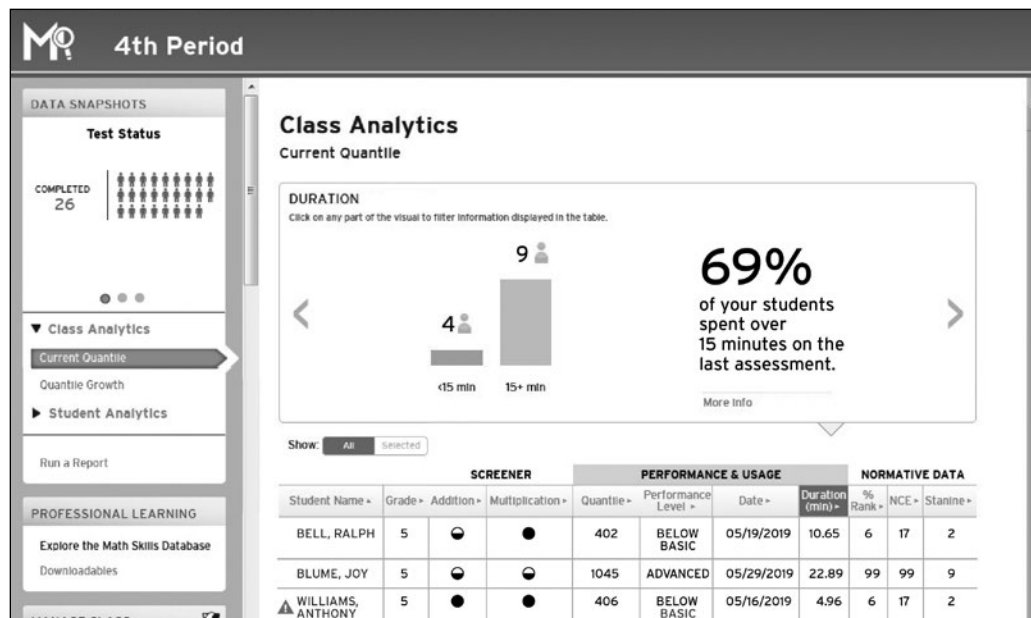 4th Period
DATA SNAPSHOTS
Test Status
COMPLETED
26
Class Analytics
Current Quantile
Quantile Growth
Student Analytics
Run a Report
PROFESSIONAL LEARNING
Explore the Math Skills Database
Downloadables
Class Analytics
Current Quantile
DURATION
Click on any part of the visual to filter information displayed in the table.
4
9
<15 min
15+ min
69%
of your students
spent over
15 minutes on the
last assessment.
More Info
Show: All Selected
SCREENER PERFORMANCE & USAGE NORMATIVE DATA
Student Name Grade Addition Multiplication Quantile Performance Level Date Duration (min) % Rank NCE Stanine
BELL, RALPH 5 402 BELOW BASIC 05/19/2019 10.65 6 17 2
BLUME, JOY 5 1045 ADVANCED 05/29/2019 22.89 99 99 9
WILLIAMS, ANTHONY 5 406 BELOW BASIC 05/16/2019 4.96 6 17 2